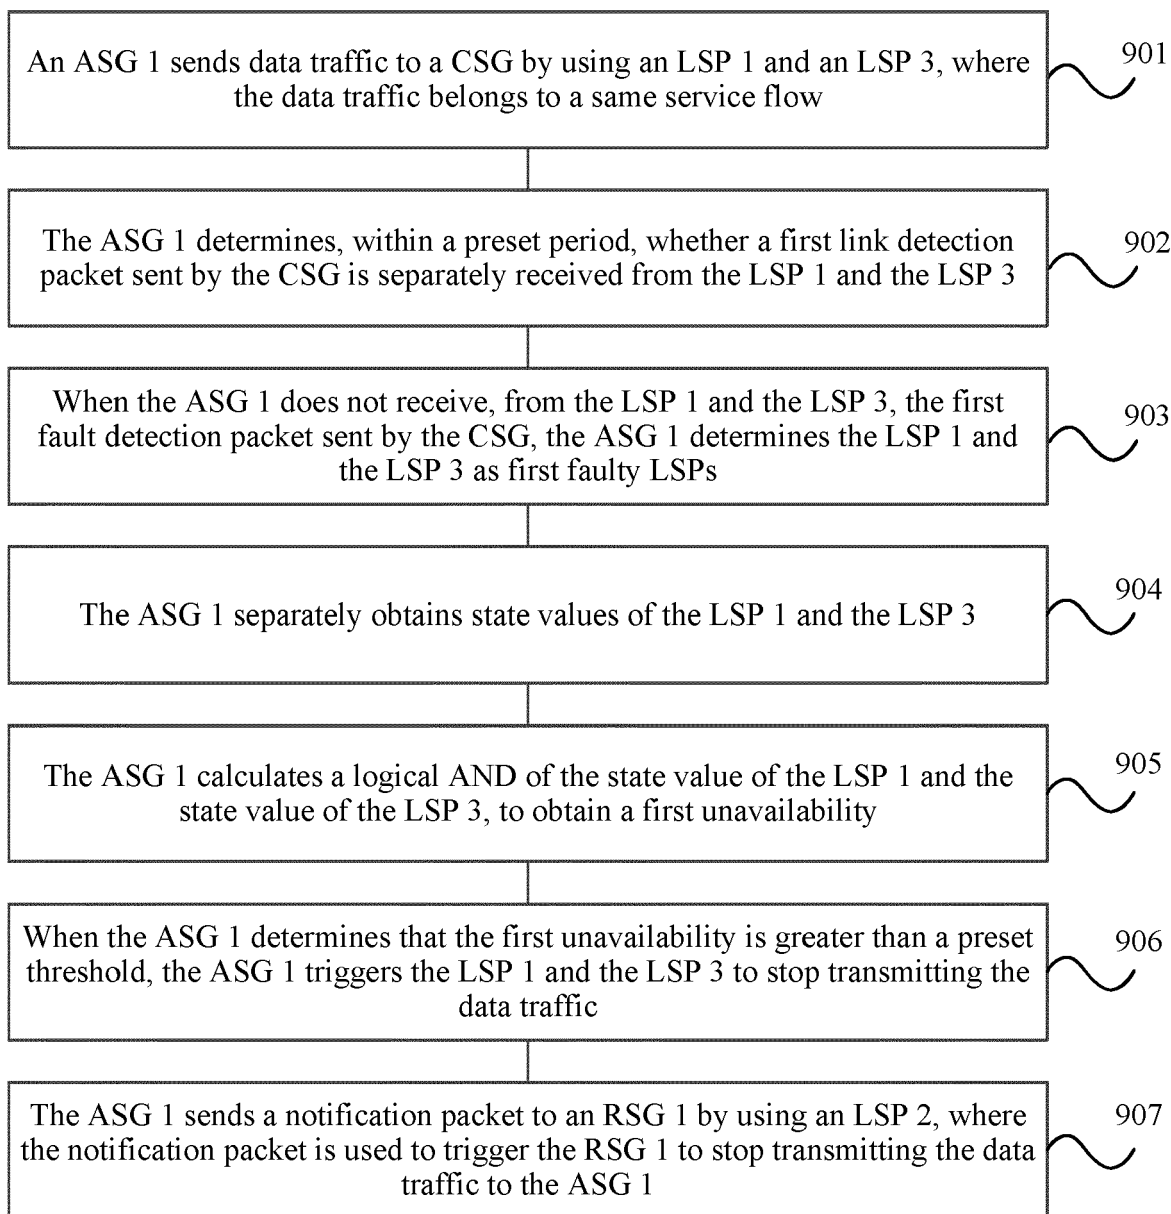 An ASG 1 sends data traffic to a CSG by using an LSP 1 and an LSP 3, where
the data traffic belongs to a same service flow
901
The ASG 1 determines, within a preset period, whether a first link detection
packet sent by the CSG is separately received from the LSP 1 and the LSP 3
902
When the ASG 1 does not receive, from the LSP 1 and the LSP 3, the first
fault detection packet sent by the CSG, the ASG 1 determines the LSP 1 and
the LSP 3 as first faulty LSPs
903
The ASG 1 separately obtains state values of the LSP 1 and the LSP 3
904
The ASG 1 calculates a logical AND of the state value of the LSP 1 and the
state value of the LSP 3, to obtain a first unavailability
905
When the ASG 1 determines that the first unavailability is greater than a preset
threshold, the ASG 1 triggers the LSP 1 and the LSP 3 to stop transmitting the
data traffic
906
The ASG 1 sends a notification packet to an RSG 1 by using an LSP 2, where
the notification packet is used to trigger the RSG 1 to stop transmitting the data
traffic to the ASG 1
907